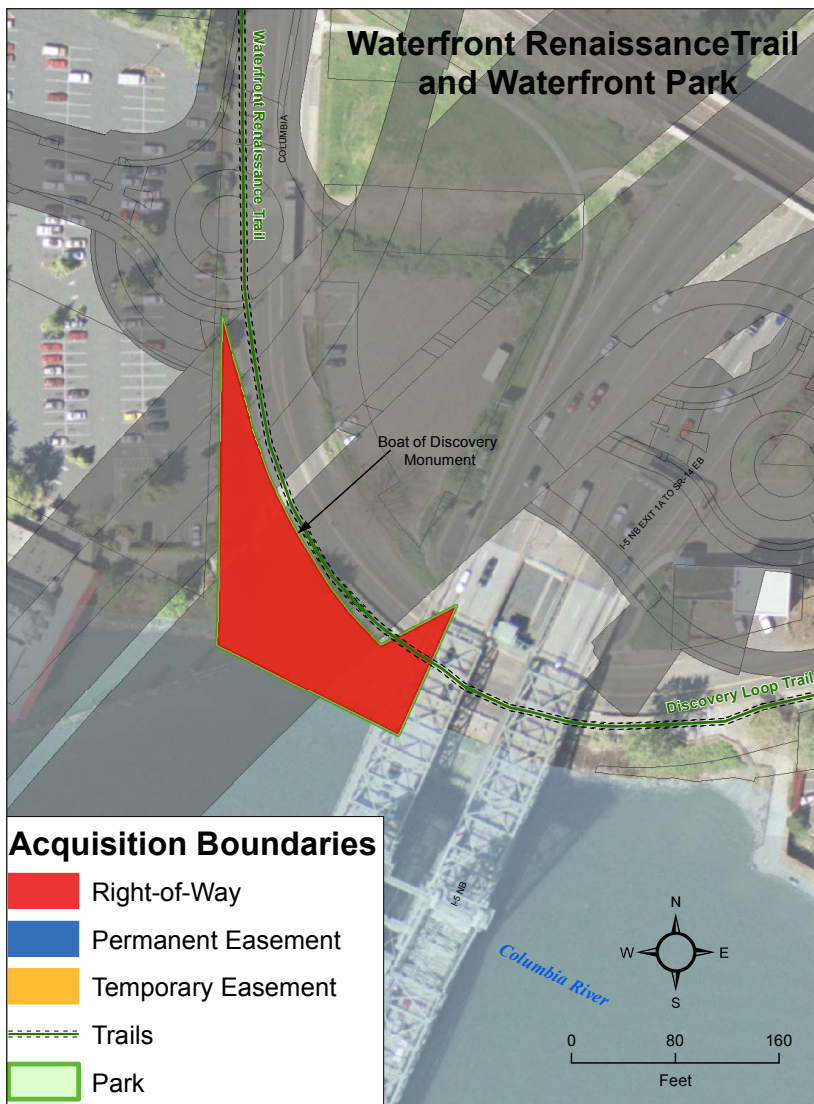 Waterfront RenaissanceTrail
and Waterfront Park
Waterfront Renaissance Trail
COLUMBIA
Boat of Discovery
Monument
I-5 NB EXIT 1A TO SR-14 EB
Discovery Loop Trail
I-5 NB
Columbia River
Acquisition Boundaries
Right-of-Way
Permanent Easement
Temporary Easement
Trails
Park
N
W
E
S
0
80
160
Feet